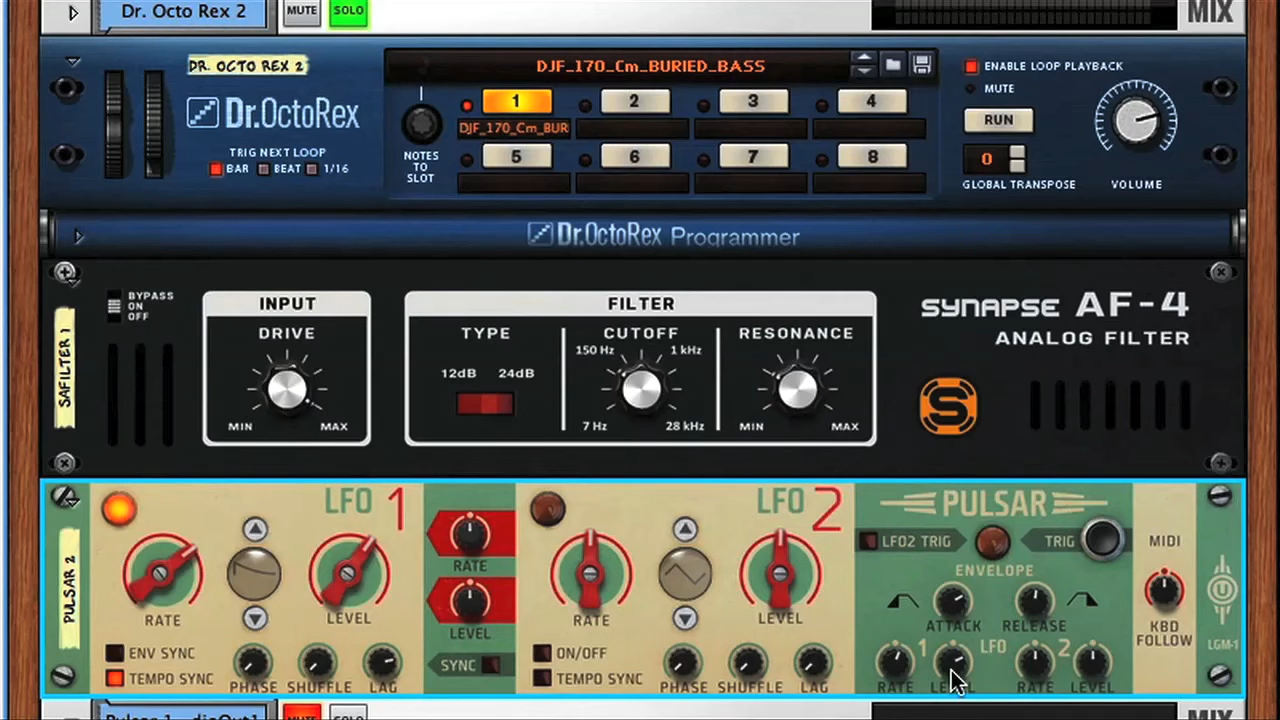 Dr. Octo Rex 2
MUTE
SOLO
MIX
DR. OCTO REX 2
Dr.OctoRex
TRIG NEXT LOOP
BAR
BEAT
1/16
NOTES
TO
SLOT
DJF_170_Cm_BURIED_BASS
1
2
3
4
DJF_170_Cm_BUR
5
6
7
8
ENABLE LOOP PLAYBACK
MUTE
RUN
0
GLOBAL TRANSPOSE
VOLUME
Dr.OctoRex Programmer
SAFILTER 1
BYPASS
ON
OFF
INPUT
DRIVE
MIN
MAX
FILTER
TYPE
12dB
24dB
CUTOFF
150 Hz
1 kHz
7 Hz
28 kHz
RESONANCE
MIN
MAX
SYNAPSE AF-4
ANALOG FILTER
S
PULSAR 2
LFO 1
RATE
LEVEL
ENV SYNC
TEMPO SYNC
PHASE
SHUFFLE
LAG
RATE
LEVEL
SYNC
LFO 2
RATE
LEVEL
ON/OFF
TEMPO SYNC
PHASE
SHUFFLE
LAG
PULSAR
LFO2 TRIG
TRIG
ENVELOPE
ATTACK
RELEASE
1
LFO
2
RATE
LEVEL
RATE
LEVEL
MIDI
KBD
FOLLOW
U
LGM-1
MUTE
SOLO
MIX